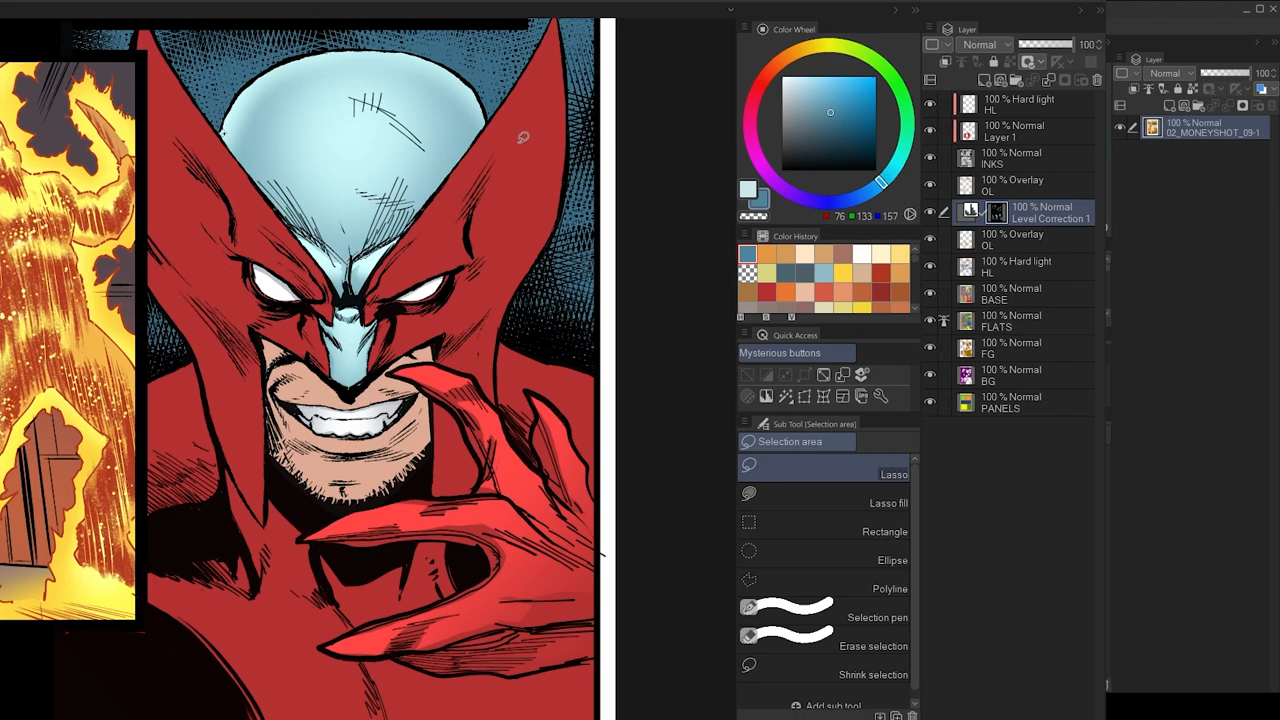 Color Wheel
76 133 157
Color History
H S V
Quick Access
Mysterious buttons
Sub Tool [Selection area]
Selection area
Lasso
Lasso fill
Rectangle
Ellipse
Polyline
Selection pen
Erase selection
Shrink selection
Add sub tool
Layer
Normal 100
100 % Hard light
HL
100 % Normal
Layer 1
100 % Normal
INKS
100 % Overlay
OL
100 % Normal
Level Correction 1
100 % Overlay
OL
100 % Hard light
HL
100 % Normal
BASE
100 % Normal
FLATS
100 % Normal
FG
100 % Normal
BG
100 % Normal
PANELS
Layer
Normal 100
100 % Normal
02_MONEYSHOT_09-1